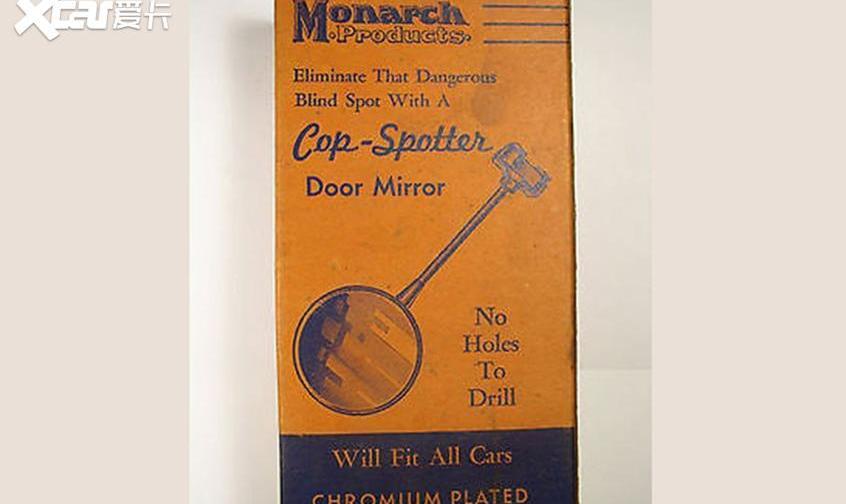 Xcar爱卡
Monarch
·Products·
Eliminate That Dangerous
Blind Spot With A
Cop-Spotter
Door Mirror
No
Holes
To
Drill
Will Fit All Cars
CHROMIUM PLATED